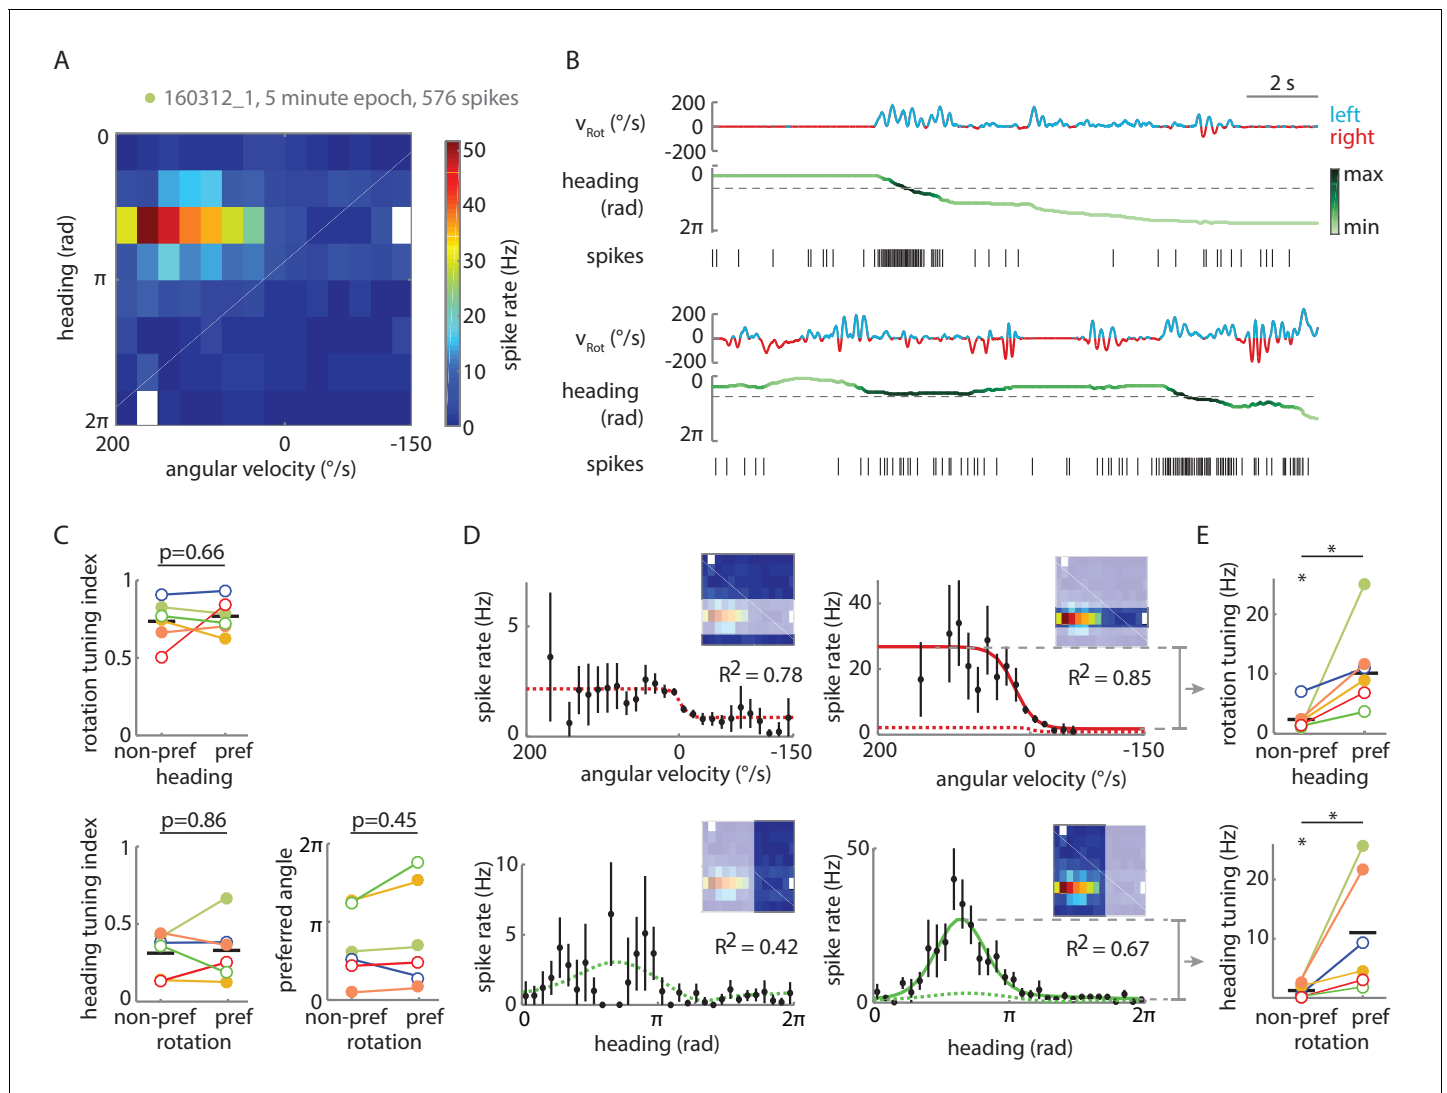 A
160312_1, 5 minute epoch, 576 spikes
heading (rad)
0
π
2π
200
0
-150
angular velocity (°/s)
50
40
30
20
10
0
spike rate (Hz)
B
2 s
vRot (°/s)
200
0
-200
left
right
heading
(rad)
0
2π
max
min
spikes
vRot (°/s)
200
0
-200
heading
(rad)
0
2π
spikes
C
p=0.66
rotation tuning index
1
0.5
0
non-pref
pref
heading
p=0.86
heading tuning index
1
0.5
0
non-pref
pref
rotation
p=0.45
preferred angle
2π
π
0
non-pref
pref
rotation
D
spike rate (Hz)
5
0
R2 = 0.78
200
0
-150
angular velocity (°/s)
spike rate (Hz)
40
20
0
R2 = 0.85
200
0
-150
angular velocity (°/s)
spike rate (Hz)
10
5
0
R2 = 0.42
0
π
2π
heading (rad)
spike rate (Hz)
50
0
R2 = 0.67
0
π
2π
heading (rad)
E
*
*
rotation tuning (Hz)
20
10
0
non-pref
pref
heading
*
*
heading tuning (Hz)
20
10
non-pref
pref
rotation